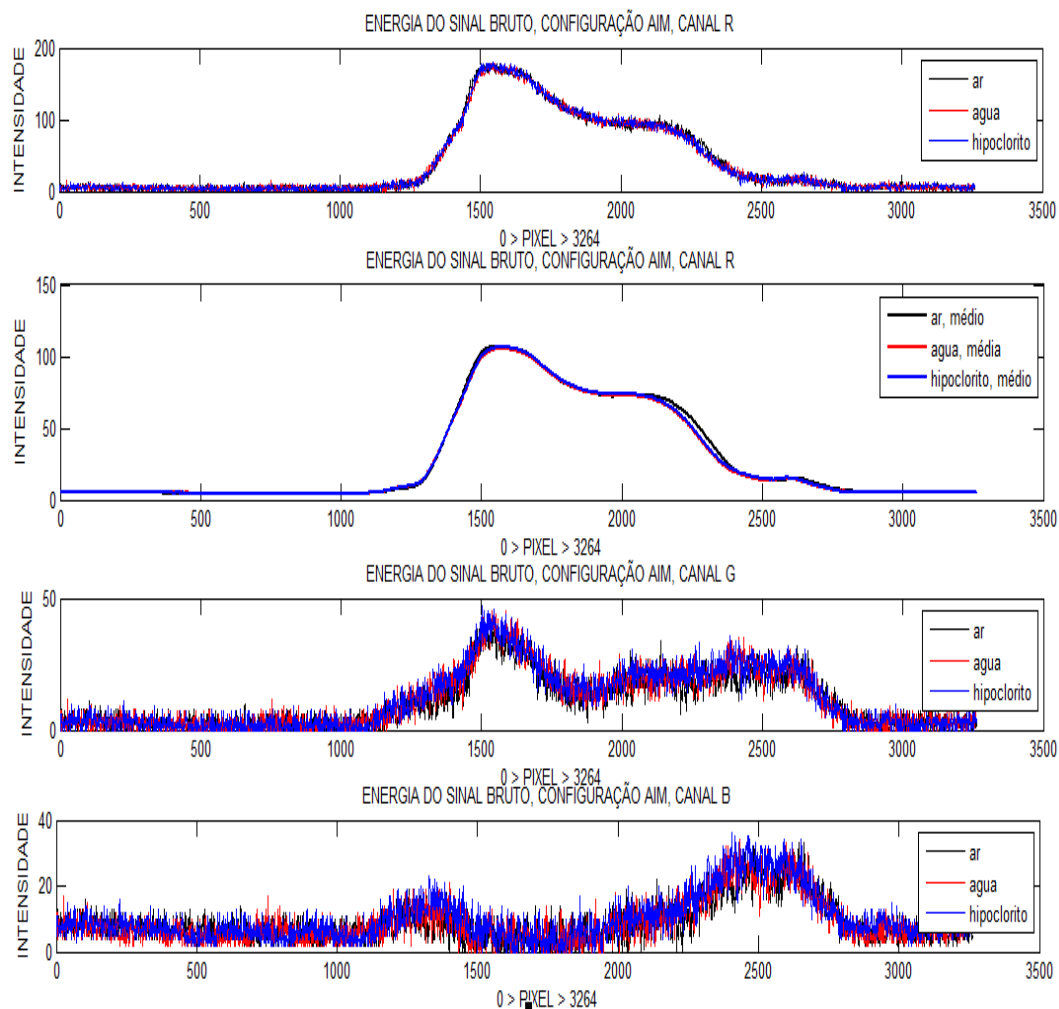 ENERGIA DO SINAL BRUTO, CONFIGURAÇÃO AIM, CANAL R
INTENSIDADE
200
100
0
0 500 1000 1500 2000 2500 3000 3500
ar
agua
hipoclorito
0 > PIXEL > 3264
ENERGIA DO SINAL BRUTO, CONFIGURAÇÃO AIM, CANAL R
INTENSIDADE
150
100
50
0
0 500 1000 1500 2000 2500 3000 3500
ar, médio
agua, média
hipoclorito, médio
0 > PIXEL > 3264
ENERGIA DO SINAL BRUTO, CONFIGURAÇÃO AIM, CANAL G
INTENSIDADE
50
0
0 500 1000 1500 2000 2500 3000 3500
ar
agua
hipoclorito
0 > PIXEL > 3264
ENERGIA DO SINAL BRUTO, CONFIGURAÇÃO AIM, CANAL B
INTENSIDADE
40
20
0
0 500 1000 1500 2000 2500 3000 3500
ar
agua
hipoclorito
0 > PIXEL > 3264